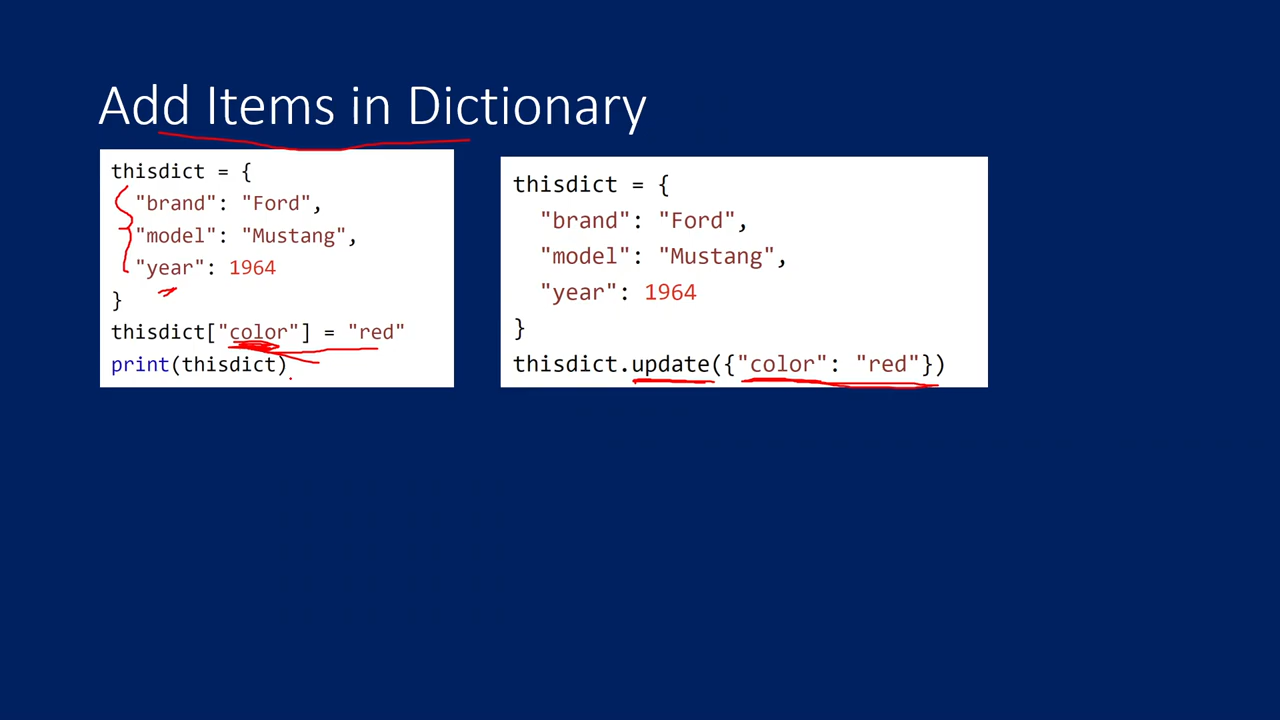 Add Items in Dictionary
thisdict = {
"brand": "Ford",
"model": "Mustang",
"year": 1964
}
thisdict["color"] = "red"
print(thisdict)
thisdict = {
"brand": "Ford",
"model": "Mustang",
"year": 1964
}
thisdict.update({"color": "red"})